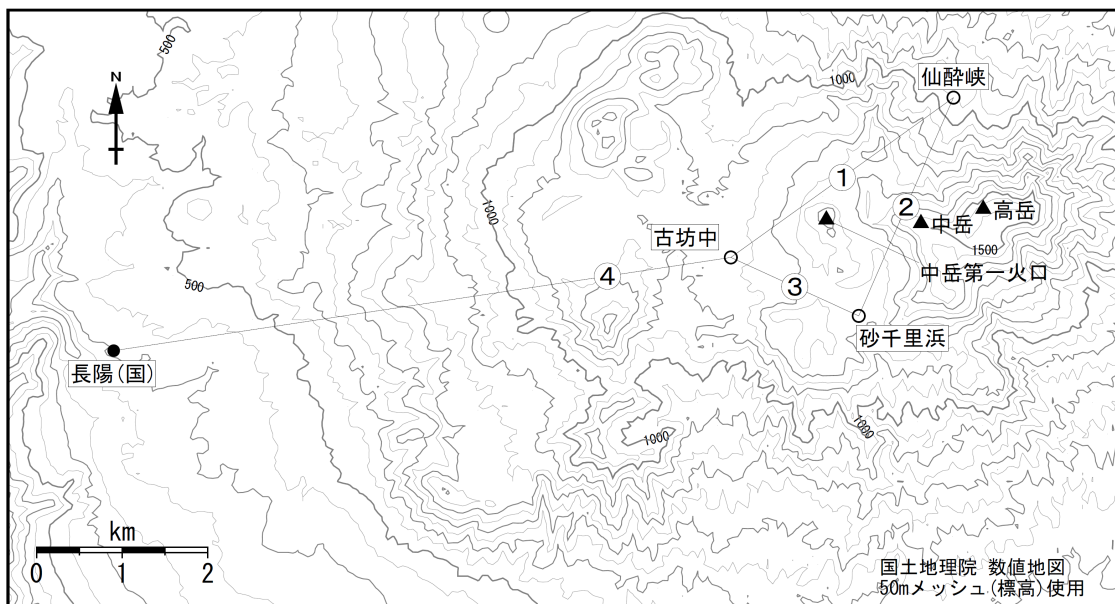 500
N
1000
仙酔峡
①
②
高岳
中岳
古坊中
1000
1500
中岳第一火口
500
④
③
砂千里浜
長陽(国)
1000
1000
km
0 1 2
国土地理院 数値地図
50mメッシュ(標高)使用